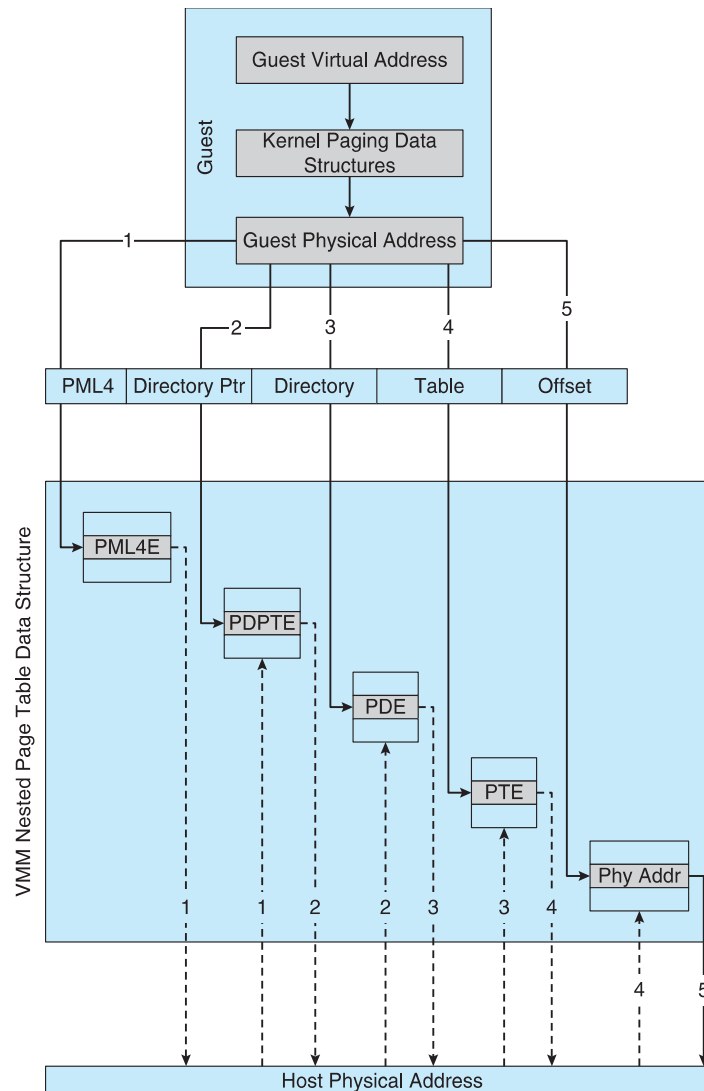 Guest Virtual Address
Kernel Paging Data
Structures
Guest
Guest Physical Address
1
2
3
4
5
PML4
Directory Ptr
Directory
Table
Offset
VMM Nested Page Table Data Structure
PML4E
PDPTE
PDE
PTE
Phy Addr
1
1
2
2
3
3
4
4
5
Host Physical Address